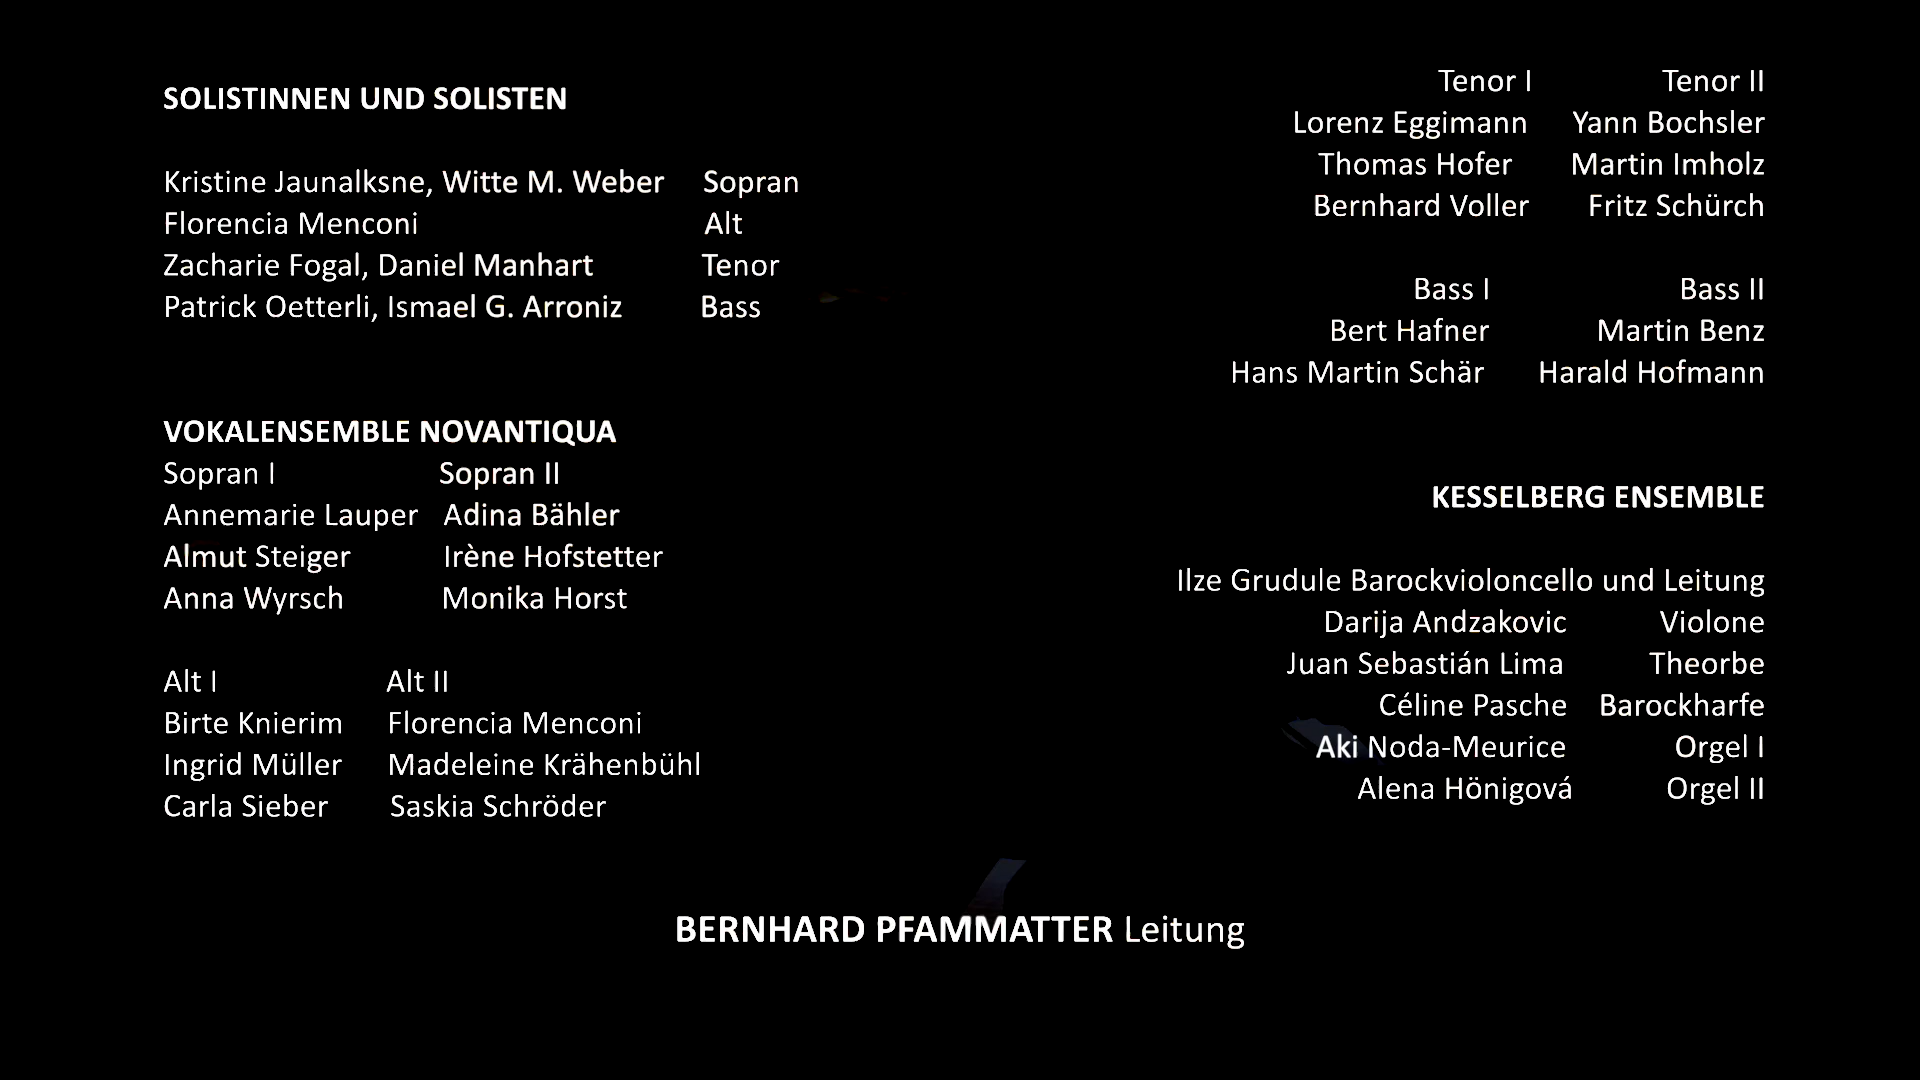 SOLISTINNEN UND SOLISTEN
Kristine Jaunalksne, Witte M. Weber Sopran
Florencia Menconi Alt
Zacharie Fogal, Daniel Manhart Tenor
Patrick Oetterli, Ismael G. Arroniz Bass
VOKALENSEMBLE NOVANTIQUA
Sopran I Sopran II
Annemarie Lauper Adina Bähler
Almut Steiger Irène Hofstetter
Anna Wyrsch Monika Horst
Alt I Alt II
Birte Knierim Florencia Menconi
Ingrid Müller Madeleine Krähenbühl
Carla Sieber Saskia Schröder
Tenor I Tenor II
Lorenz Eggimann Yann Bochsler
Thomas Hofer Martin Imholz
Bernhard Voller Fritz Schürch
Bass I Bass II
Bert Hafner Martin Benz
Hans Martin Schär Harald Hofmann
KESSELBERG ENSEMBLE
Ilze Grudule Barockvioloncello und Leitung
Darija Andzakovic Violone
Juan Sebastián Lima Theorbe
Céline Pasche Barockharfe
Aki Noda-Meurice Orgel I
Alena Hönigová Orgel II
BERNHARD PFAMMATTER Leitung